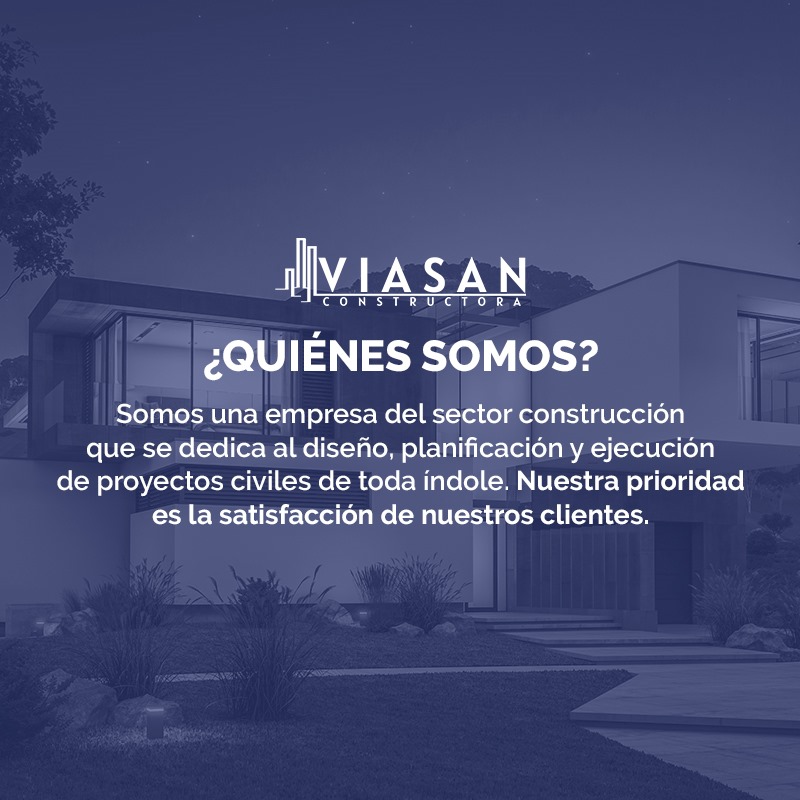 VIASAN
CONSTRUCTORA
¿QUIÉNES SOMOS?
Somos una empresa del sector construcción
que se dedica al diseño, planificación y ejecución
de proyectos civiles de toda índole. Nuestra prioridad
es la satisfacción de nuestros clientes.